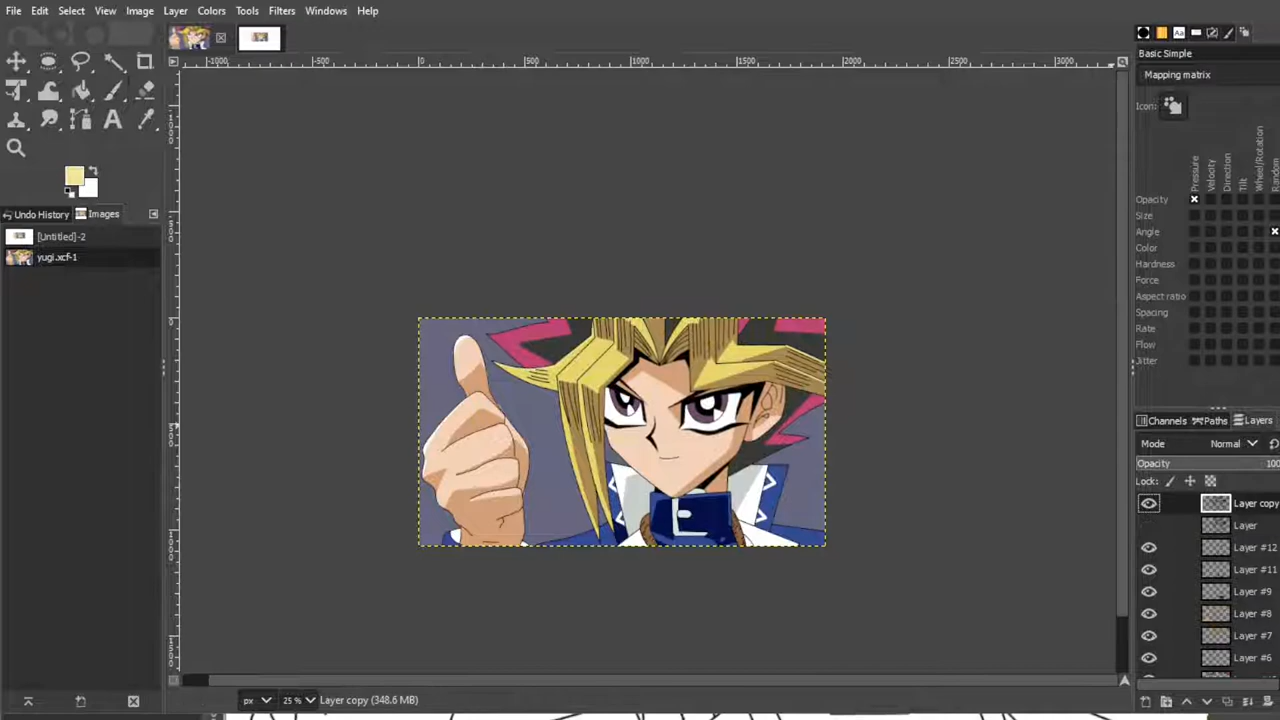 File Edit Select View Image Layer Colors Tools Filters Windows Help
-1000 -500 0 500 1000 1500 2000 2500 3000
Basic Simple
Mapping matrix
Icon:
Pressure Velocity Direction Tilt Wheel/Rotation Random
Opacity
Size
Angle
Color
Hardness
Force
Aspect ratio
Spacing
Rate
Flow
Jitter
Undo History Images
[Untitled]-2
yugi.xcf-1
Channels Paths Layers
Mode Normal
Opacity 100
Lock:
Layer copy
Layer
Layer #12
Layer #11
Layer #9
Layer #8
Layer #7
Layer #6
px 25 % Layer copy (348.6 MB)